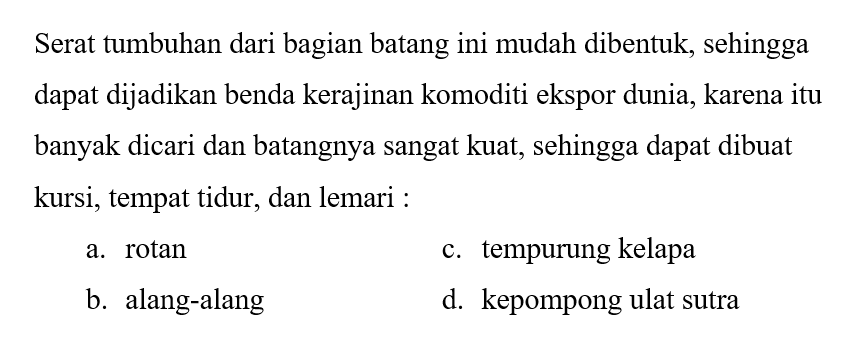 Serat tumbuhan dari bagian batang ini mudah dibentuk, sehingga
dapat dijadikan benda kerajinan komoditi ekspor dunia, karena itu
banyak dicari dan batangnya sangat kuat, sehingga dapat dibuat
kursi, tempat tidur, dan lemari :
a. rotan c. tempurung kelapa
b. alang-alang d. kepompong ulat sutra